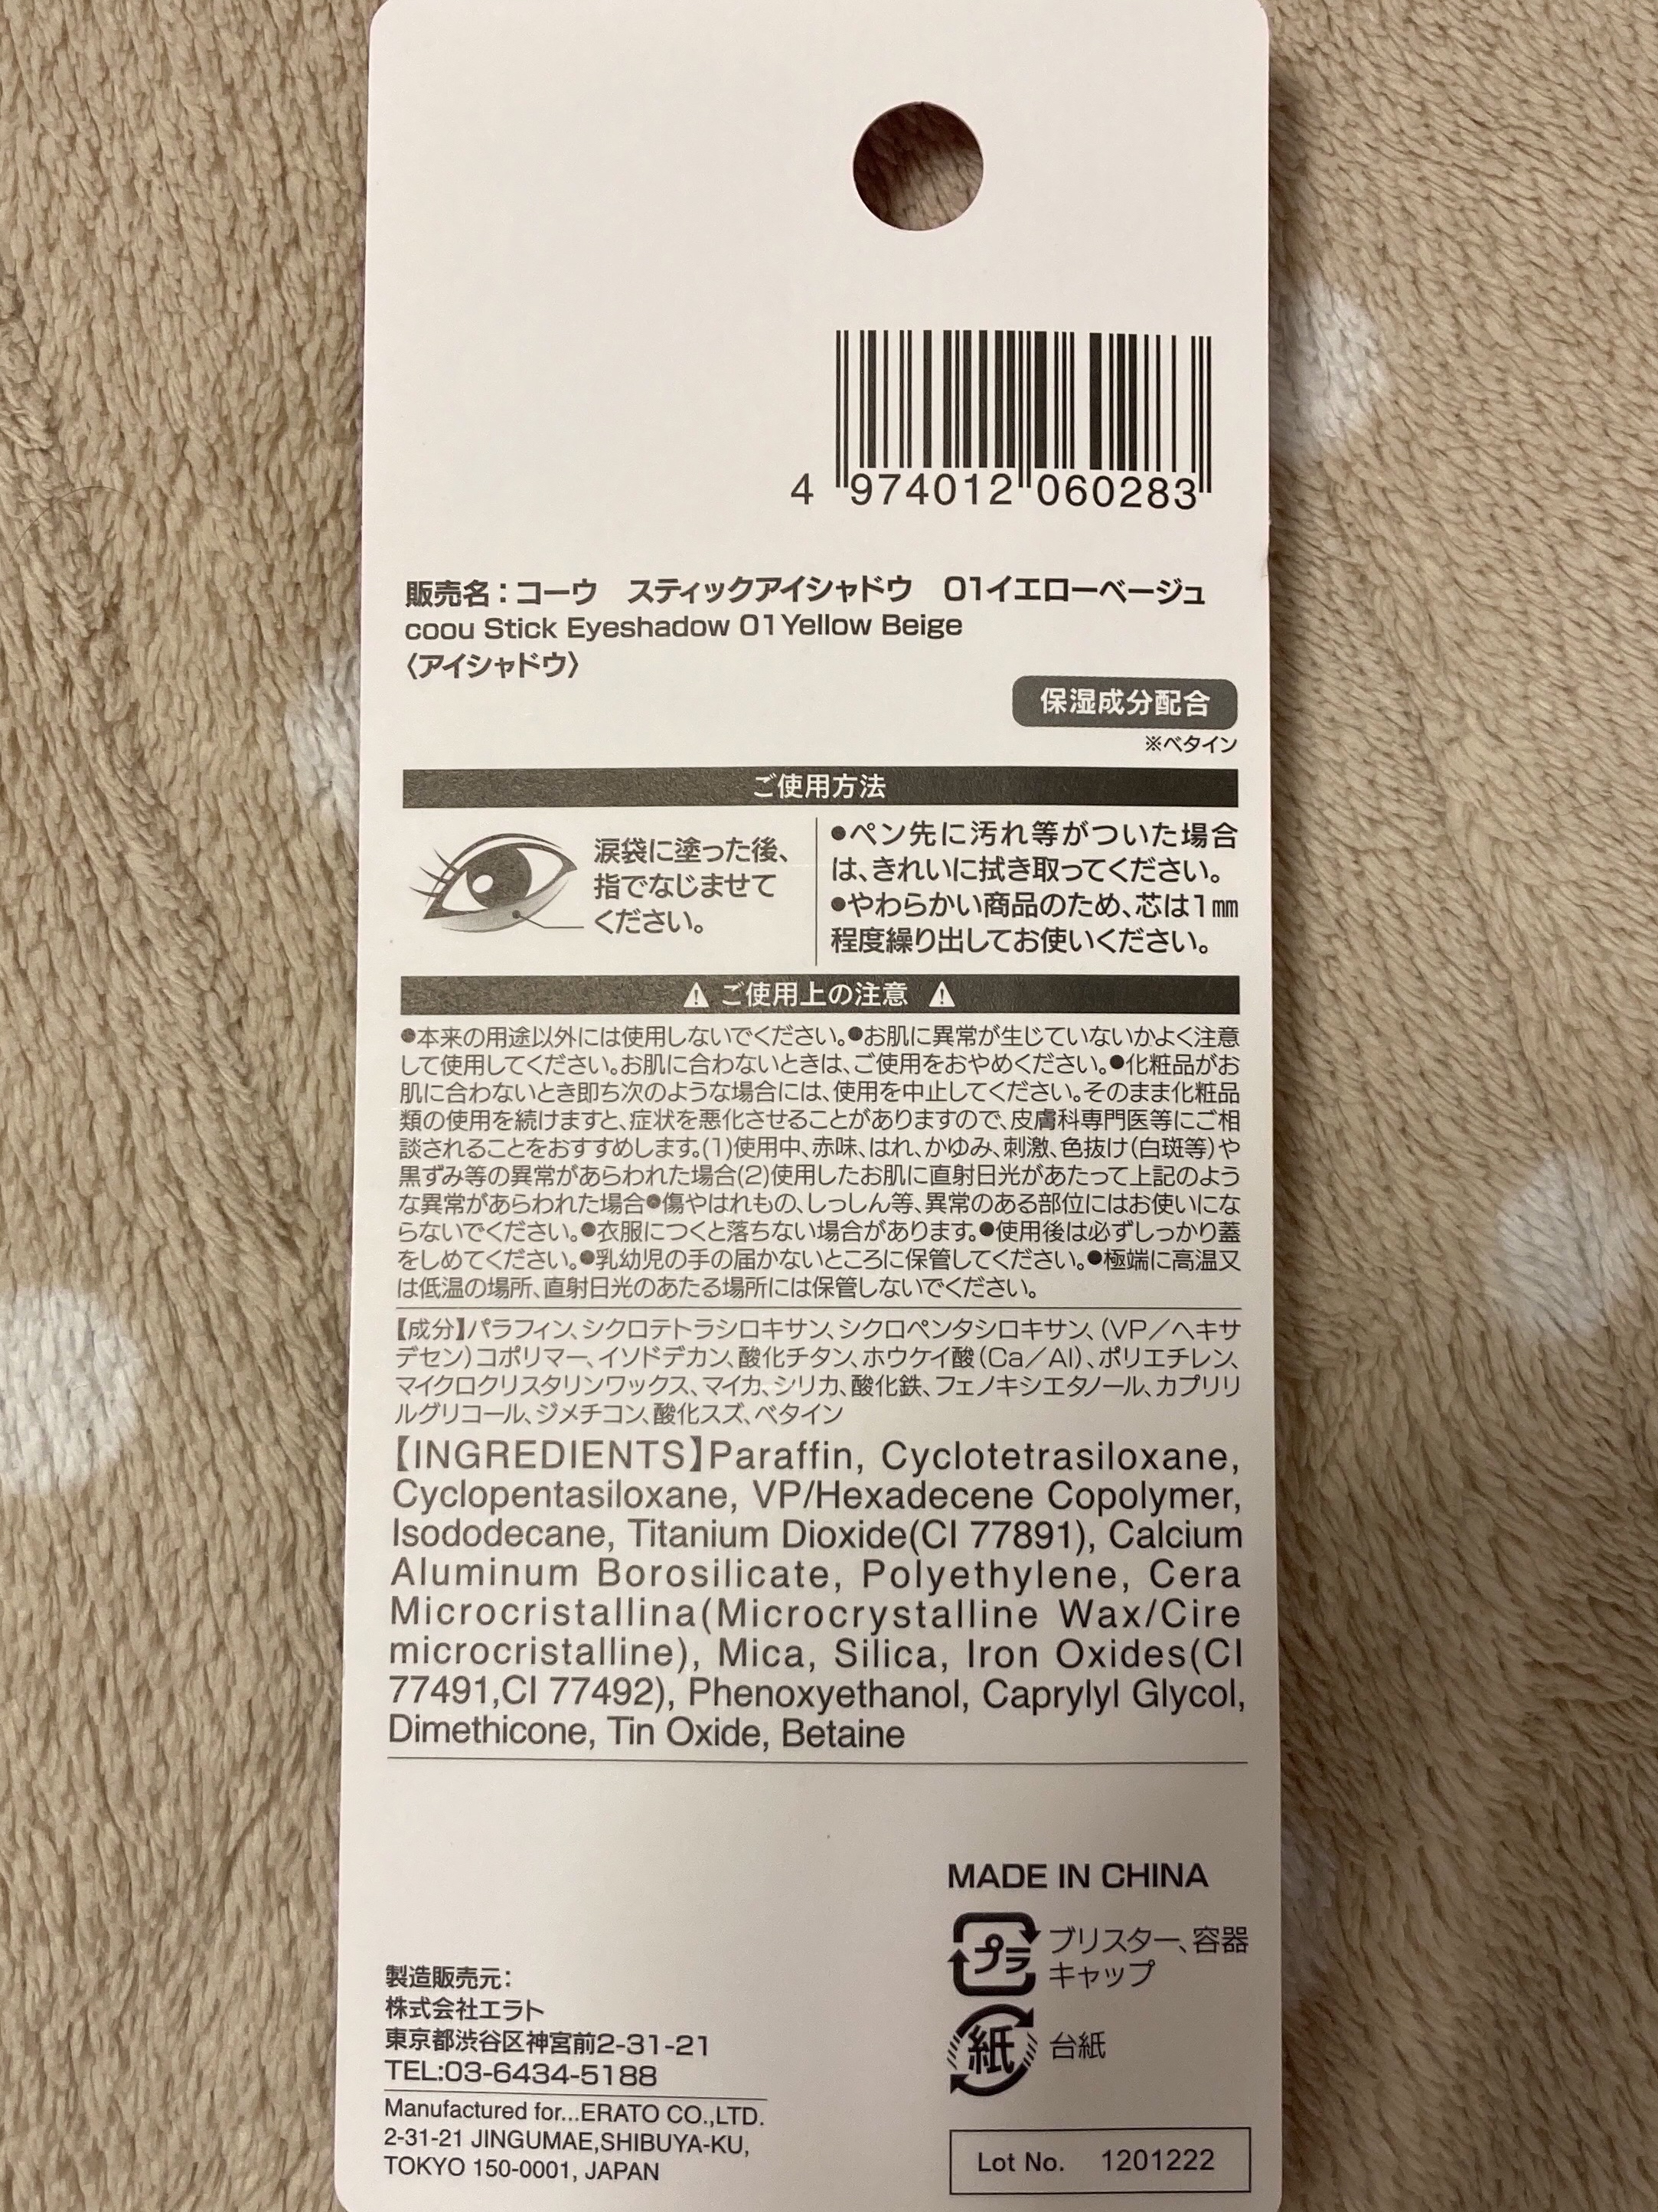 4 974012 060283
販売名：コーウ　スティックアイシャドウ　01イエローベージュ
coou Stick Eyeshadow 01 Yellow Beige
〈アイシャドウ〉
保湿成分配合
※ベタイン
ご使用方法
涙袋に塗った後、
指でなじませて
ください。
●ペン先に汚れ等がついた場合
は、きれいに拭き取ってください。
●やわらかい商品のため、芯は1㎜
程度繰り出してお使いください。
⚠ ご使用上の注意 ⚠
●本来の用途以外には使用しないでください。●お肌に異常が生じていないかよく注意
して使用してください。お肌に合わないときは、ご使用をおやめください。●化粧品がお
肌に合わないとき即ち次のような場合には、使用を中止してください。そのまま化粧品
類の使用を続けますと、症状を悪化させることがありますので、皮膚科専門医等にご相
談されることをおすすめします。(1)使用中、赤味、はれ、かゆみ、刺激、色抜け（白斑等）や
黒ずみ等の異常があらわれた場合(2)使用したお肌に直射日光があたって上記のよう
な異常があらわれた場合●傷やはれもの、しっしん等、異常のある部位にはお使いにな
らないでください。●衣服につくと落ちない場合があります。●使用後は必ずしっかり蓋
をしめてください。●乳幼児の手の届かないところに保管してください。●極端に高温又
は低温の場所、直射日光のあたる場所には保管しないでください。
【成分】パラフィン、シクロテトラシロキサン、シクロペンタシロキサン、（VP／ヘキサ
デセン）コポリマー、イソドデカン、酸化チタン、ホウケイ酸（Ca／Al）、ポリエチレン、
マイクロクリスタリンワックス、マイカ、シリカ、酸化鉄、フェノキシエタノール、カプリリ
ルグリコール、ジメチコン、酸化スズ、ベタイン
【INGREDIENTS】Paraffin, Cyclotetrasiloxane,
Cyclopentasiloxane, VP/Hexadecene Copolymer,
Isododecane, Titanium Dioxide(CI 77891), Calcium
Aluminum Borosilicate, Polyethylene, Cera
Microcristallina(Microcrystalline Wax/Cire
microcristalline), Mica, Silica, Iron Oxides(CI
77491,CI 77492), Phenoxyethanol, Caprylyl Glycol,
Dimethicone, Tin Oxide, Betaine
MADE IN CHINA
プラ ブリスター、容器
キャップ
紙 台紙
製造販売元：
株式会社エラト
東京都渋谷区神宮前2-31-21
TEL:03-6434-5188
Manufactured for...ERATO CO.,LTD.
2-31-21 JINGUMAE,SHIBUYA-KU,
TOKYO 150-0001, JAPAN
Lot No. 1201222